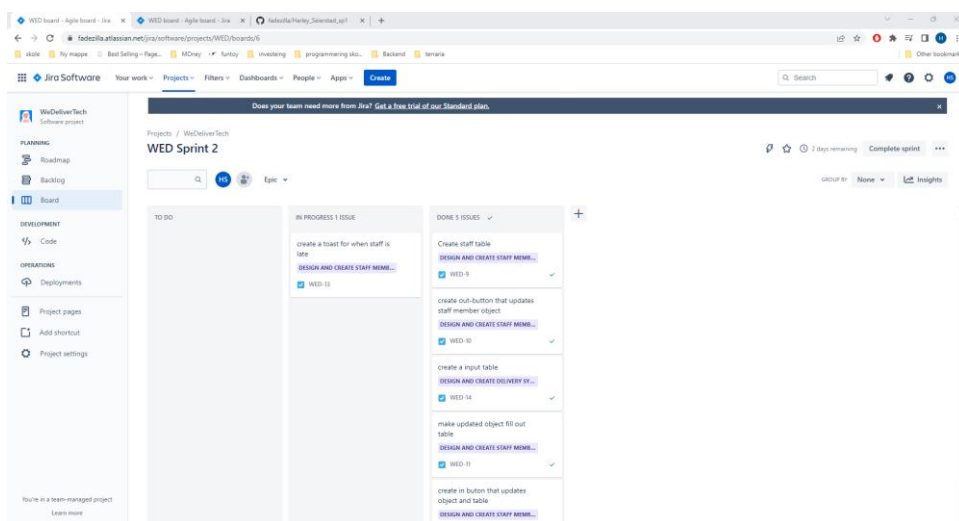 WED board - Agile board - Jira
WED board - Agile board - Jira
fadezilla/Harley_Serenitad_sp1
fadezilla.atlassian.net/jira/software/projects/WED/boards/6
skole
Ny mappe
Best Selling – Page...
MOney
funtoy
investeing
programmering sko...
Backend
terraria
Other bookmark
Jira Software
Your work
Projects
Filters
Dashboards
People
Apps
Create
Search
HS
Does your team need more from Jira? Get a free trial of our Standard plan.
WeDeliverTech
Software project
PLANNING
Roadmap
Backlog
Board
DEVELOPMENT
Code
OPERATIONS
Deployments
Project pages
Add shortcut
Project settings
You're in a team-managed project
Learn more
Projects / WeDeliverTech
WED Sprint 2
2 days remaining
Complete sprint
HS
Epic
GROUP BY
None
Insights
TO DO
IN PROGRESS 1 ISSUE
create a toast for when staff is
late
DESIGN AND CREATE STAFF MEMB...
WED-13
DONE 5 ISSUES
Create staff table
DESIGN AND CREATE STAFF MEMB...
WED-9
create out-button that updates
staff member object
DESIGN AND CREATE STAFF MEMB...
WED-10
create a input table
DESIGN AND CREATE DELIVERY SY...
WED-14
make updated object fill out
table
DESIGN AND CREATE STAFF MEMB...
WED-11
create in buton that updates
object and table
DESIGN AND CREATE STAFF MEMB...